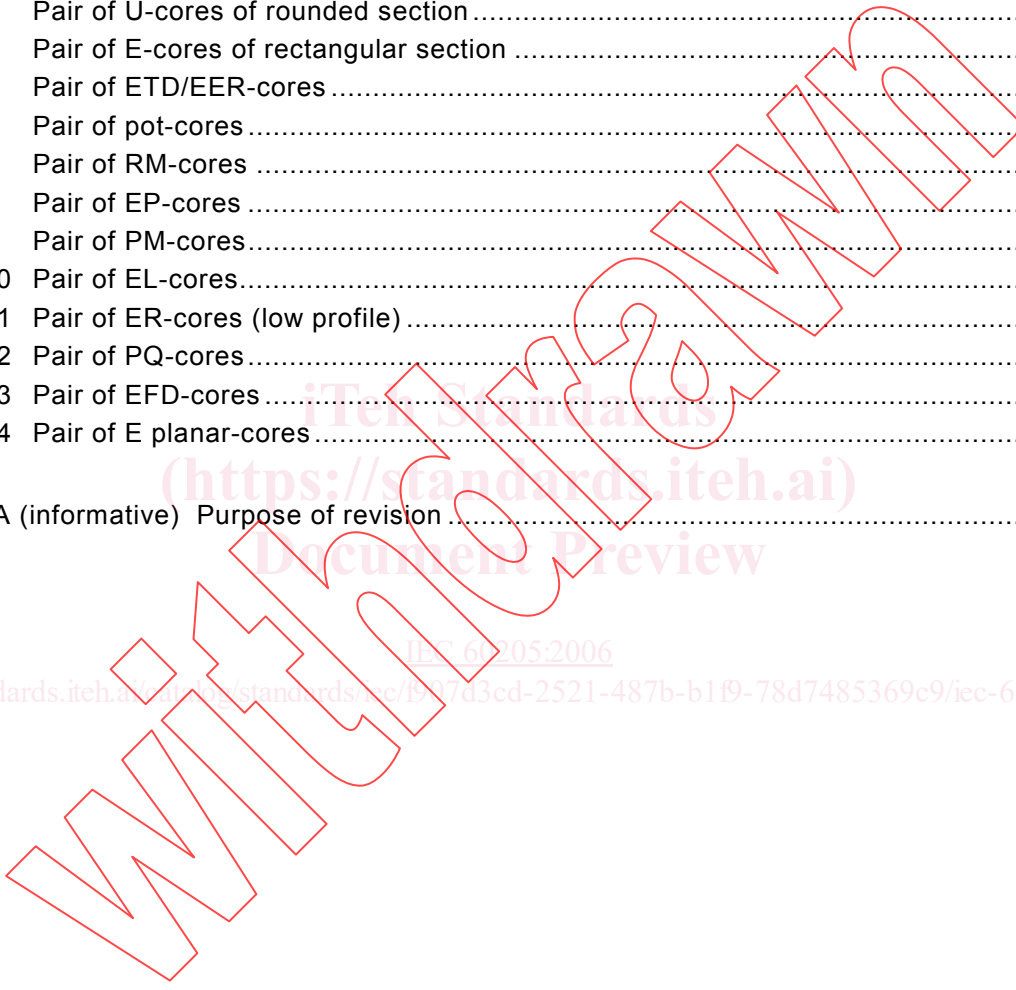 Pair of U-cores of rounded section
Pair of E-cores of rectangular section
Pair of ETD/EER-cores
Pair of pot-cores
Pair of RM-cores
Pair of EP-cores
Pair of PM-cores
0 Pair of EL-cores
1 Pair of ER-cores (low profile)
2 Pair of PQ-cores
3 Pair of EFD-cores
4 Pair of E planar-cores
A (informative) Purpose of revision
iTeh Standards
(https://standards.iteh.ai)
Document Preview
IEC 60205:2006
dards.iteh.ai/catalog/standards/iec/f907d3cd-2521-487b-b1f9-78d7485369c9/iec-6
withdrawn